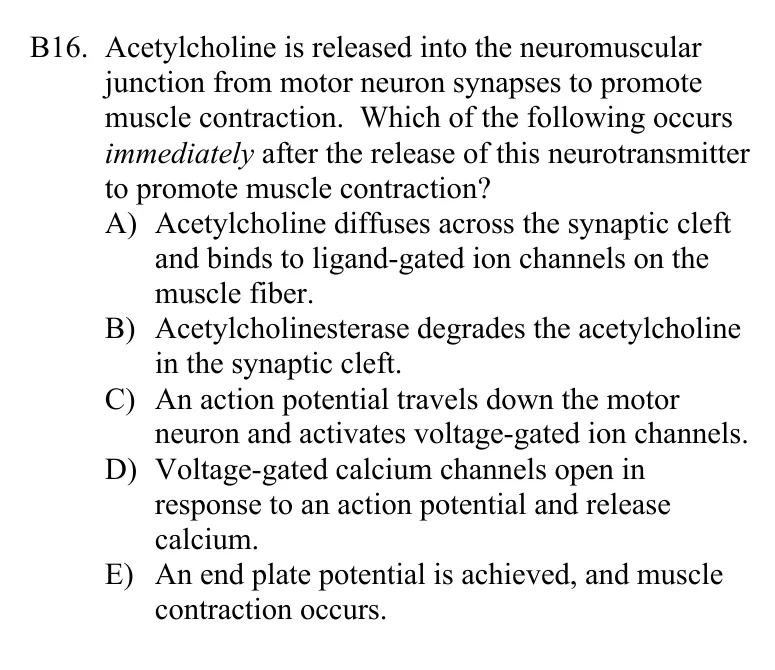 B16. Acetylcholine is released into the neuromuscular
junction from motor neuron synapses to promote
muscle contraction. Which of the following occurs
immediately after the release of this neurotransmitter
to promote muscle contraction?
A) Acetylcholine diffuses across the synaptic cleft
and binds to ligand-gated ion channels on the
muscle fiber.
B) Acetylcholinesterase degrades the acetylcholine
in the synaptic cleft.
C) An action potential travels down the motor
neuron and activates voltage-gated ion channels.
D) Voltage-gated calcium channels open in
response to an action potential and release
calcium.
E) An end plate potential is achieved, and muscle
contraction occurs.